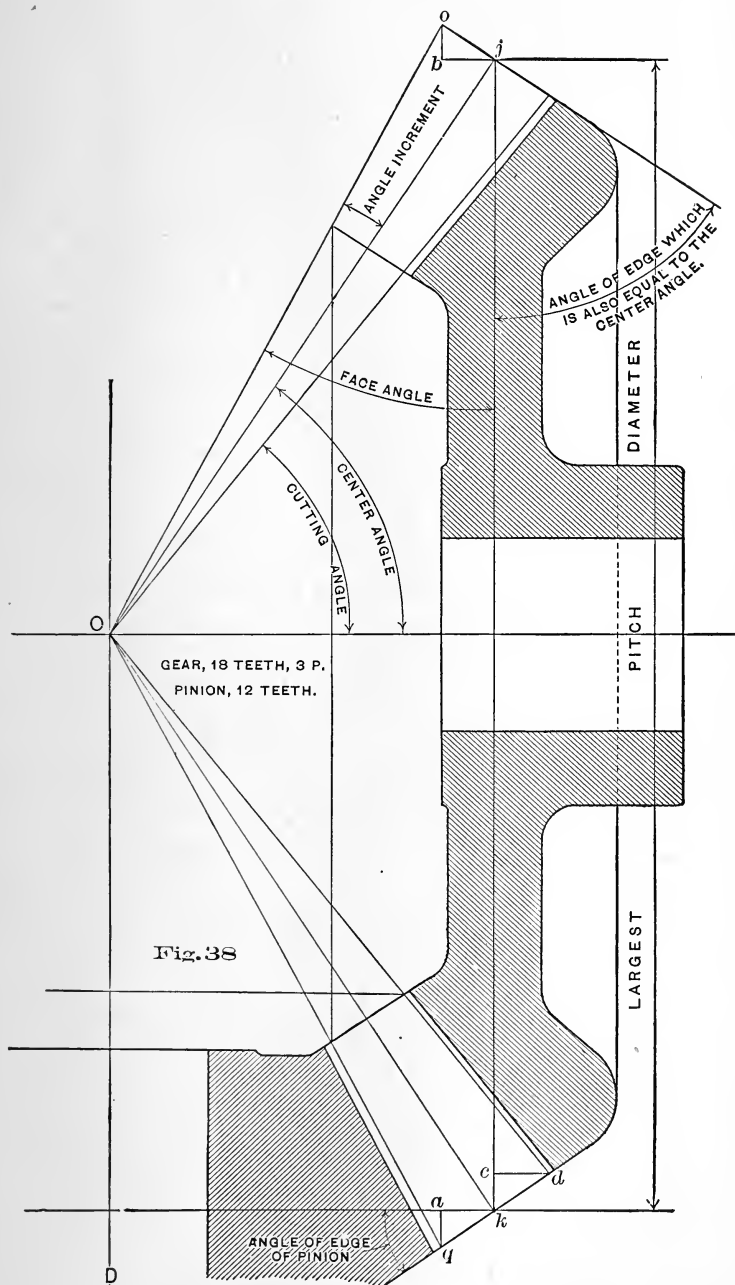 o
j
b
ANGLE INCREMENT
ANGLE OF EDGE WHICH
IS ALSO EQUAL TO THE
CENTER ANGLE.
FACE ANGLE
DIAMETER
CENTER ANGLE
CUTTING
ANGLE
O
PITCH
GEAR, 18 TEETH, 3 P.
PINION, 12 TEETH.
Fig. 38
LARGEST
c
d
a
k
q
ANGLE OF EDGE
OF PINION
D